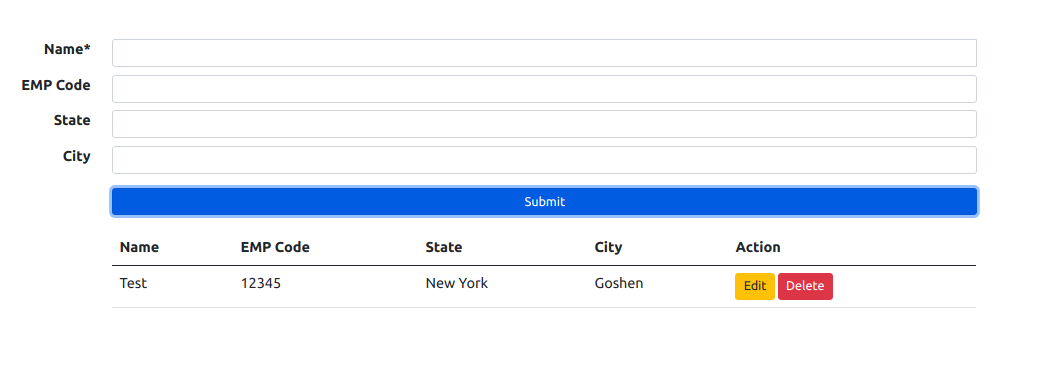 Name*
EMP Code
State
City
Submit
Name EMP Code State City Action
Test 12345 New York Goshen Edit Delete